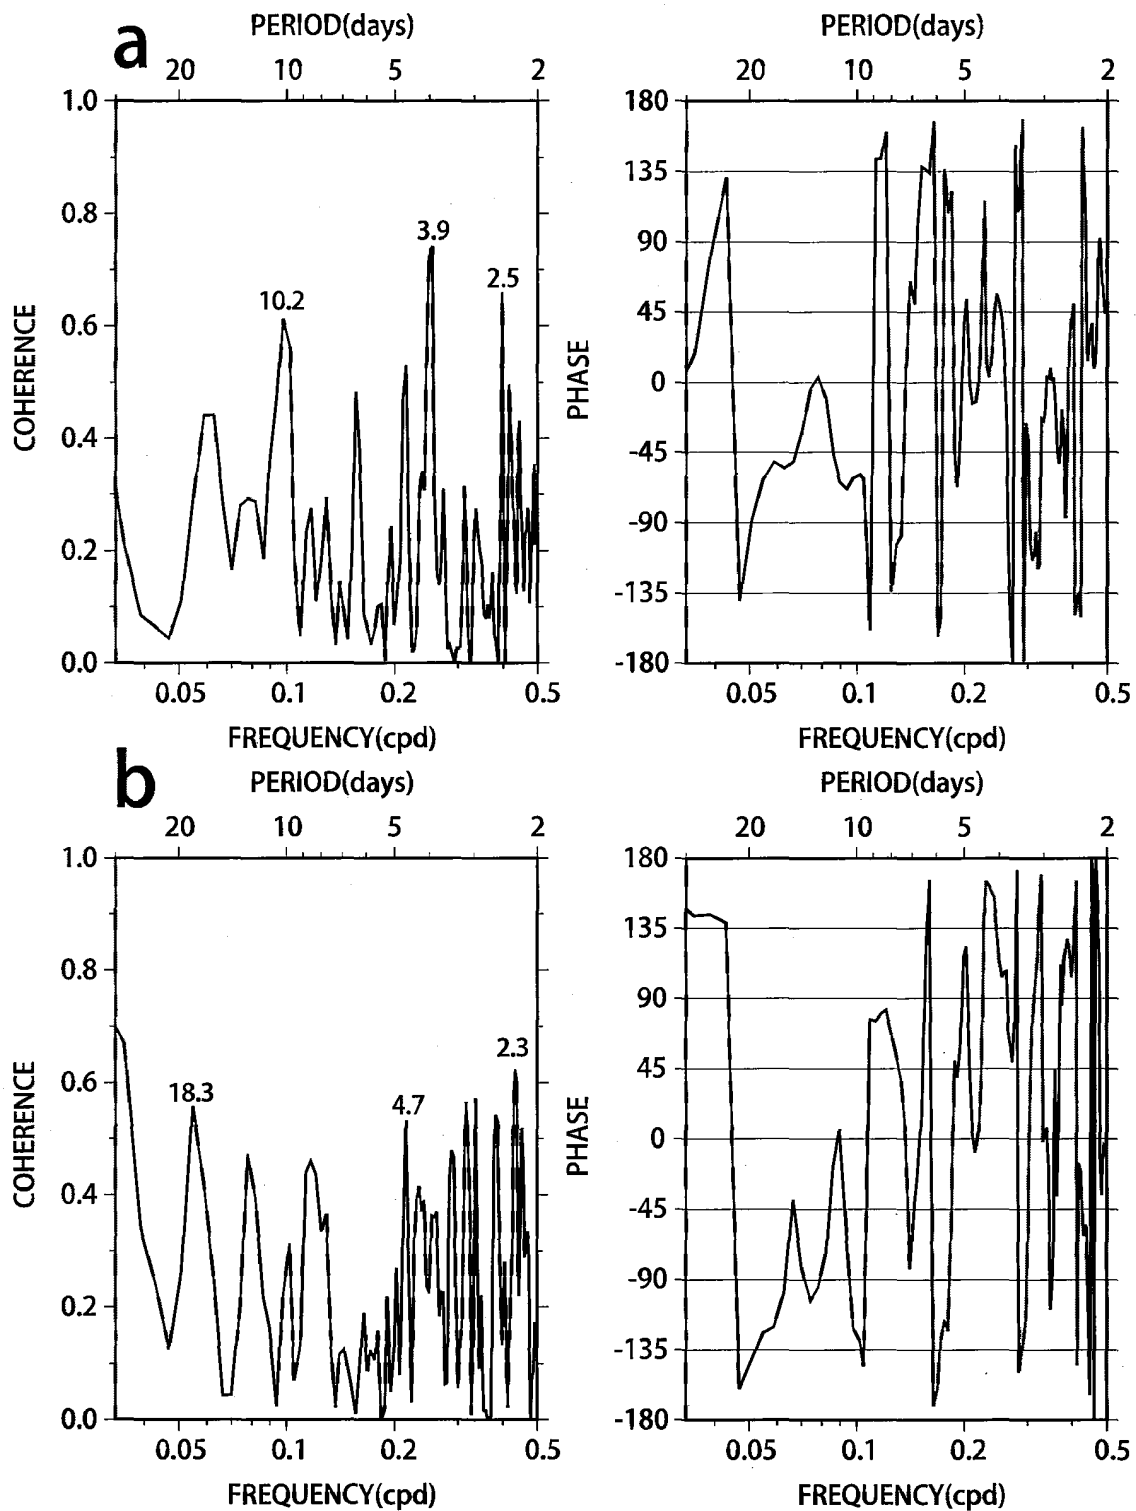 a
PERIOD(days) PERIOD(days)
20 10 5 2 20 10 5 2
1.0 180
135
0.8
3.9 90
2.5
10.2 45
0.6
COHERENCE PHASE 0
0.4 -45
-90
0.2
-135
0.0 -180
0.05 0.1 0.2 0.5 0.05 0.1 0.2 0.5
FREQUENCY(cpd) FREQUENCY(cpd)
b
PERIOD(days) PERIOD(days)
20 10 5 2 20 10 5 2
1.0 180
135
0.8
90
2.3
0.6 45
18.3 4.7
COHERENCE PHASE 0
0.4 -45
-90
0.2
-135
0.0 -180
0.05 0.1 0.2 0.5 0.05 0.1 0.2 0.5
FREQUENCY(cpd) FREQUENCY(cpd)